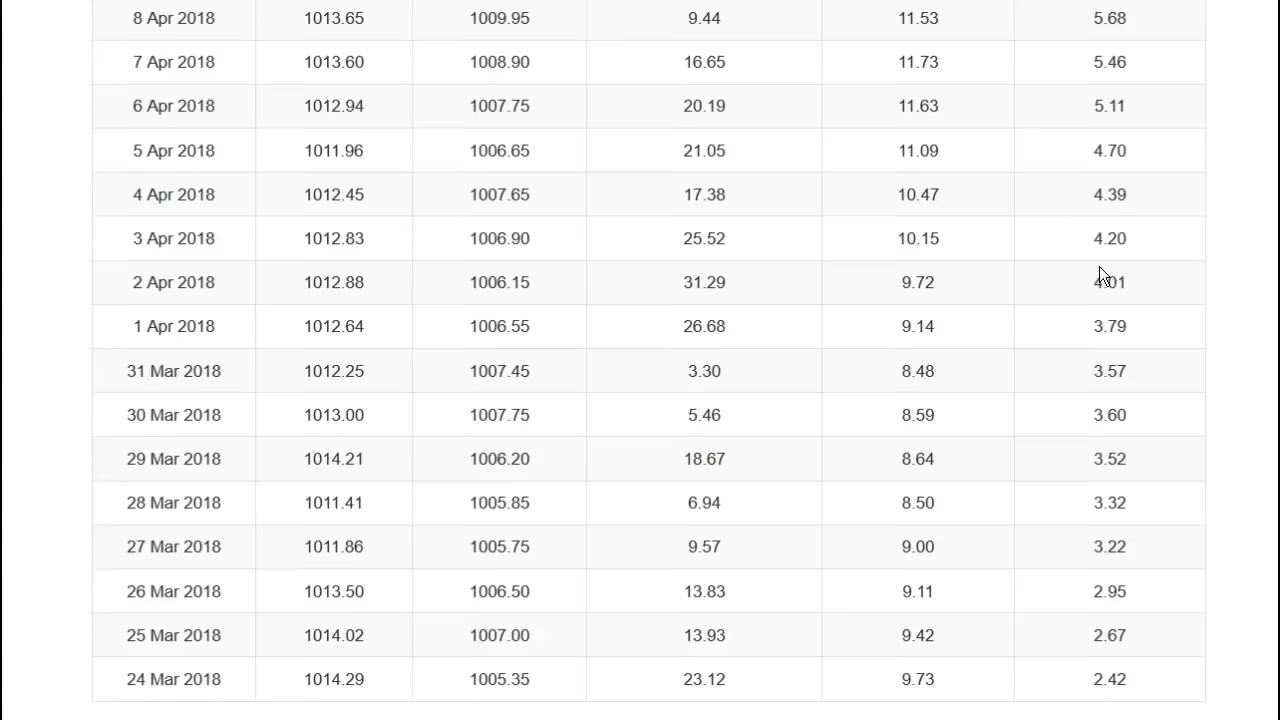 8 Apr 2018 1013.65 1009.95 9.44 11.53 5.68
7 Apr 2018 1013.60 1008.90 16.65 11.73 5.46
6 Apr 2018 1012.94 1007.75 20.19 11.63 5.11
5 Apr 2018 1011.96 1006.65 21.05 11.09 4.70
4 Apr 2018 1012.45 1007.65 17.38 10.47 4.39
3 Apr 2018 1012.83 1006.90 25.52 10.15 4.20
2 Apr 2018 1012.88 1006.15 31.29 9.72 4.01
1 Apr 2018 1012.64 1006.55 26.68 9.14 3.79
31 Mar 2018 1012.25 1007.45 3.30 8.48 3.57
30 Mar 2018 1013.00 1007.75 5.46 8.59 3.60
29 Mar 2018 1014.21 1006.20 18.67 8.64 3.52
28 Mar 2018 1011.41 1005.85 6.94 8.50 3.32
27 Mar 2018 1011.86 1005.75 9.57 9.00 3.22
26 Mar 2018 1013.50 1006.50 13.83 9.11 2.95
25 Mar 2018 1014.02 1007.00 13.93 9.42 2.67
24 Mar 2018 1014.29 1005.35 23.12 9.73 2.42